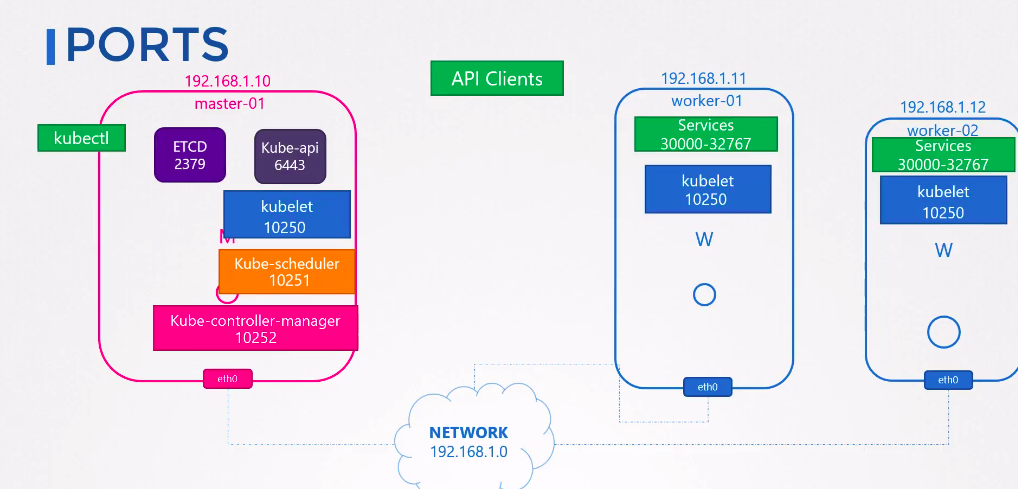 PORTS
192.168.1.10
master-01
kubectl
ETCD
2379
Kube-api
6443
kubelet
10250
M
Kube-scheduler
10251
Kube-controller-manager
10252
eth0
API Clients
192.168.1.11
worker-01
Services
30000-32767
kubelet
10250
W
eth0
192.168.1.12
worker-02
Services
30000-32767
kubelet
10250
W
eth0
NETWORK
192.168.1.0